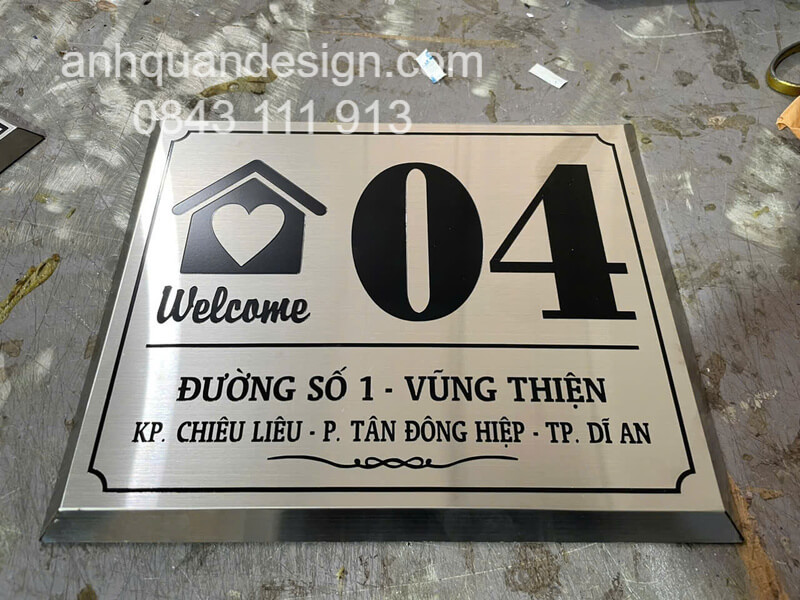 anhquandesign.com
0843 111 913
04
Welcome
ĐƯỜNG SỐ 1 - VŨNG THIỆN
KP. CHIÊU LIÊU - P. TÂN ĐÔNG HIỆP - TP. DĨ AN